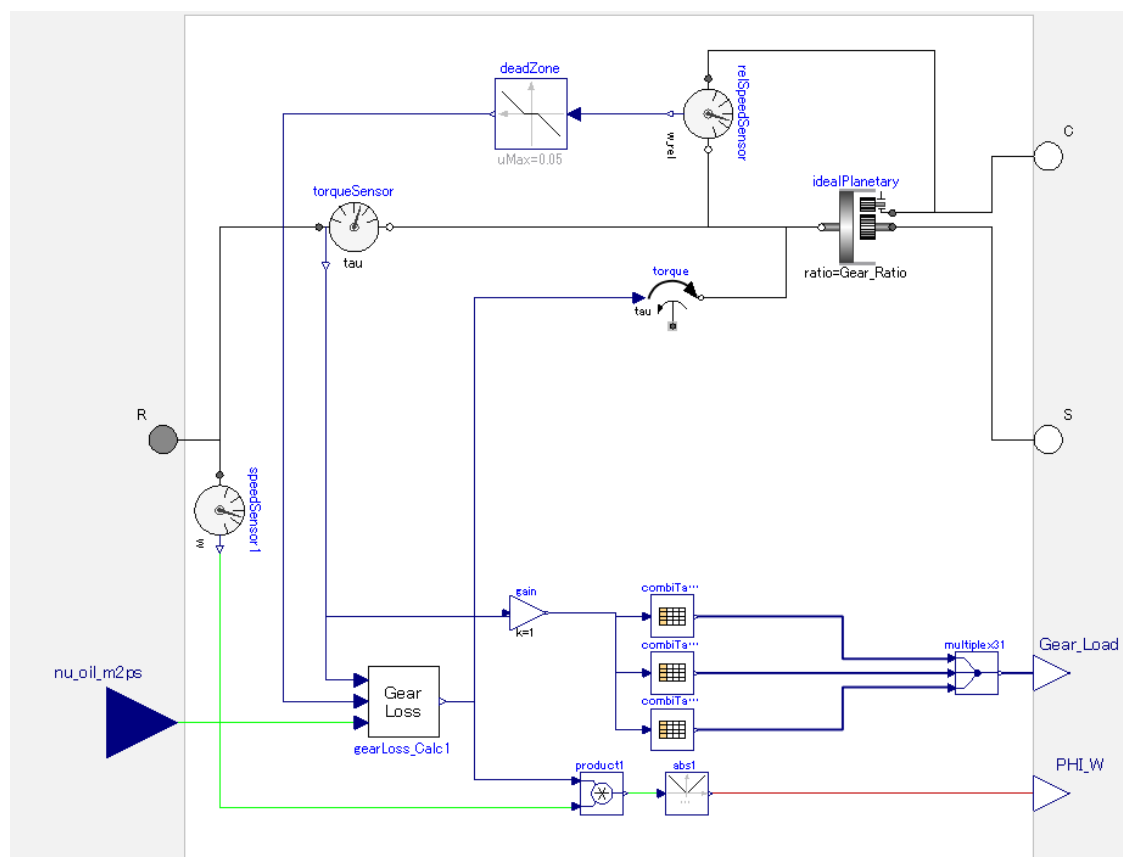 deadZone
relSpeedSensor
w_rel
uMax=0.05
C
torqueSensor
idealPlanetary
tau
torque
ratio=Gear_Ratio
tau
R
S
speedSensor1
w
gain
k=1
combiTa…
combiTa…
combiTa…
multiplex31
Gear_Load
nu_oil_m2ps
Gear
Loss
gearLoss_Calc1
product1
abs1
PHI_W